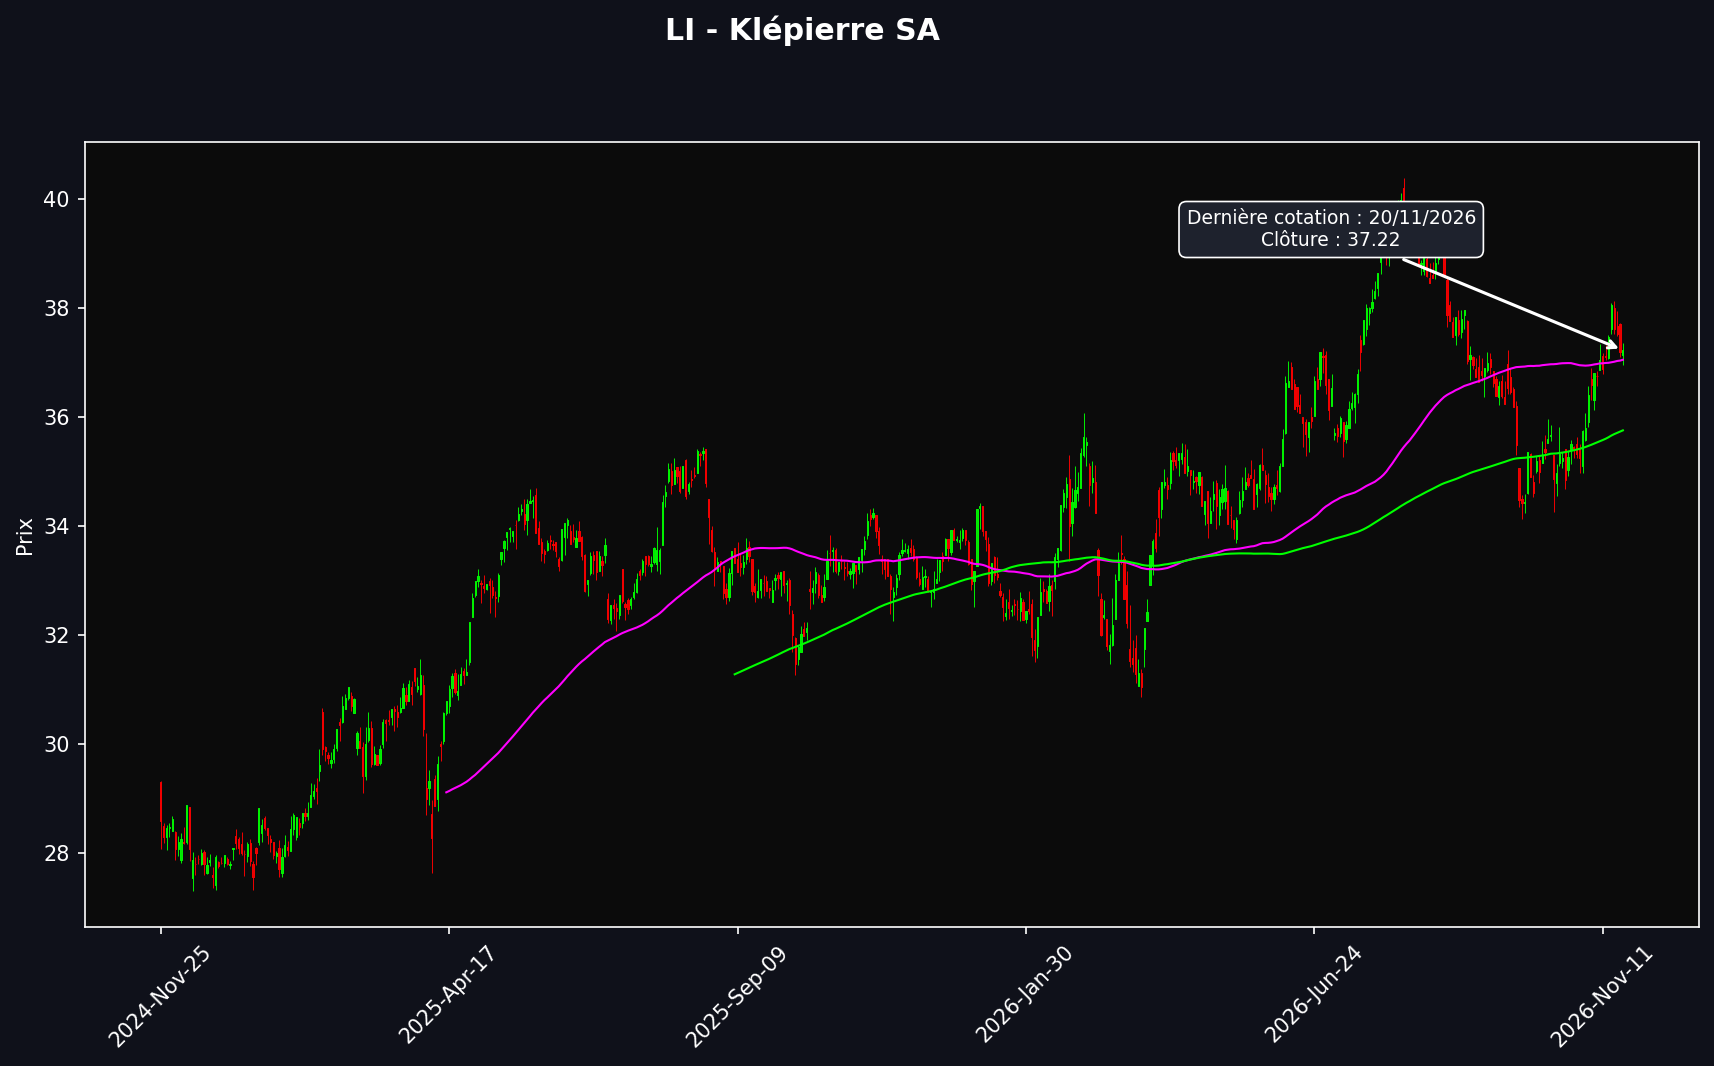 LI - Klépierre SA
Dernière cotation : 20/11/2026
Clôture : 37.22
Prix
40
38
36
34
32
30
28
2024-Nov-25
2025-Apr-17
2025-Sep-09
2026-Jan-30
2026-Jun-24
2026-Nov-11